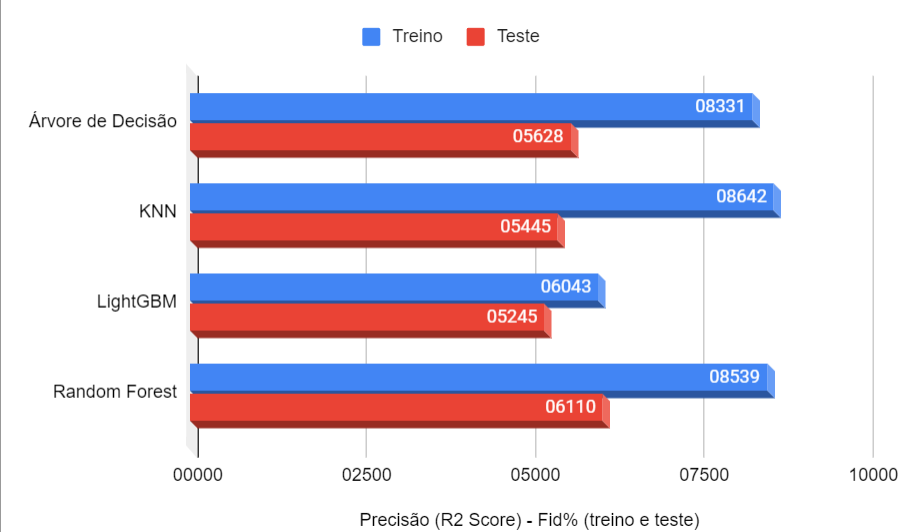 Treino Teste
Árvore de Decisão 08331
05628
KNN 08642
05445
LightGBM 06043
05245
Random Forest 08539
06110
00000 02500 05000 07500 10000
Precisão (R2 Score) - Fid% (treino e teste)